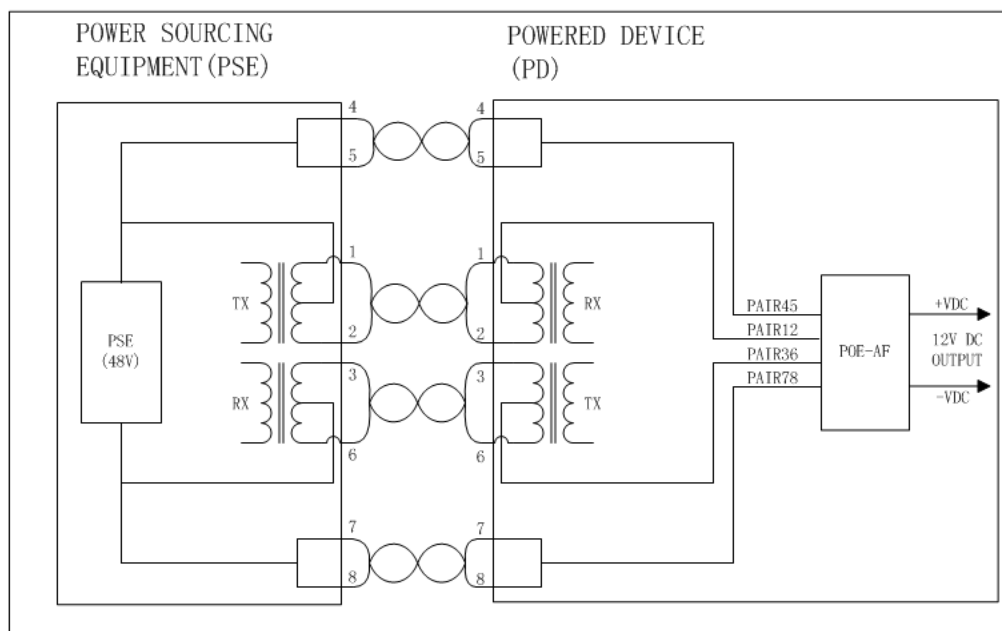 POWER SOURCING
EQUIPMENT(PSE)
POWERED DEVICE
(PD)
4
4
5
5
1
1
TX
RX
2
2
PSE
(48V)
3
3
RX
TX
6
6
7
7
8
8
PAIR45
PAIR12
PAIR36
PAIR78
POE-AF
+VDC
12V DC
OUTPUT
-VDC